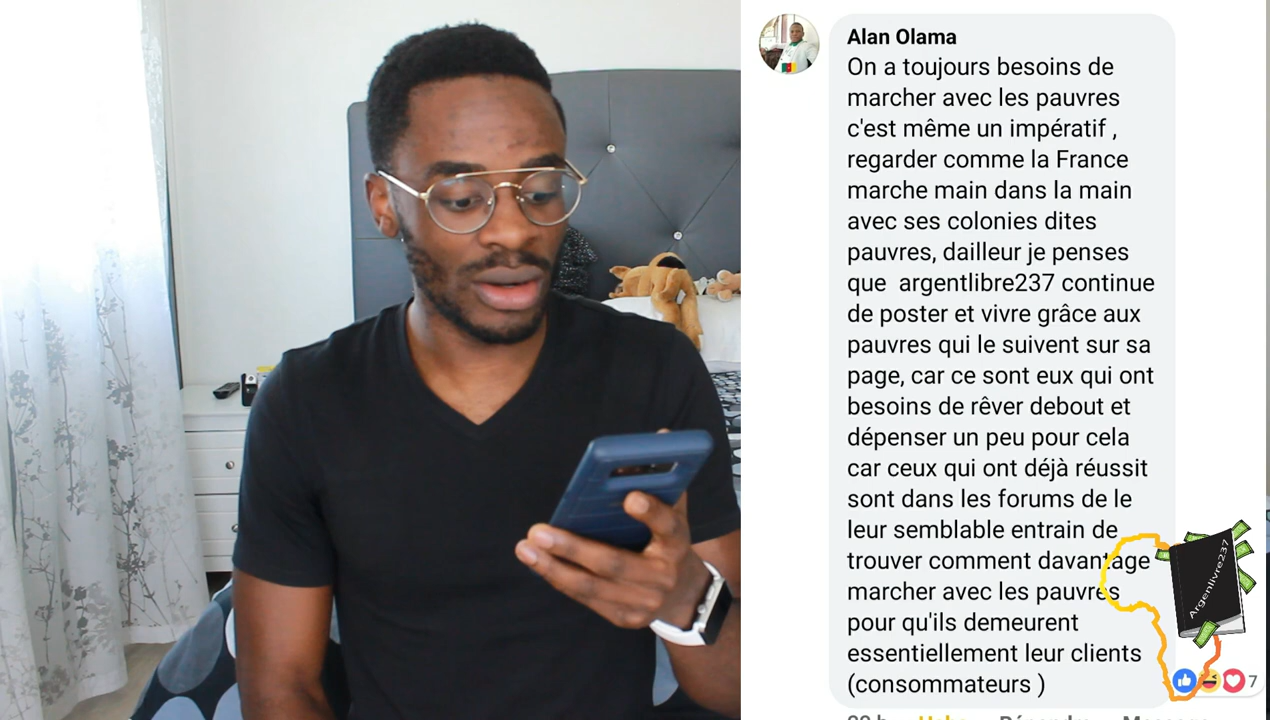 Alan Olama
On a toujours besoins de
marcher avec les pauvres
c'est même un impératif ,
regarder comme la France
marche main dans la main
avec ses colonies dites
pauvres, dailleur je penses
que argentlibre237 continue
de poster et vivre grâce aux
pauvres qui le suivent sur sa
page, car ce sont eux qui ont
besoins de rêver debout et
dépenser un peu pour cela
car ceux qui ont déjà réussit
sont dans les forums de le
leur semblable entrain de
trouver comment davantage
marcher avec les pauvres
pour qu'ils demeurent
essentiellement leur clients
(consommateurs )
Argenlivre237
7